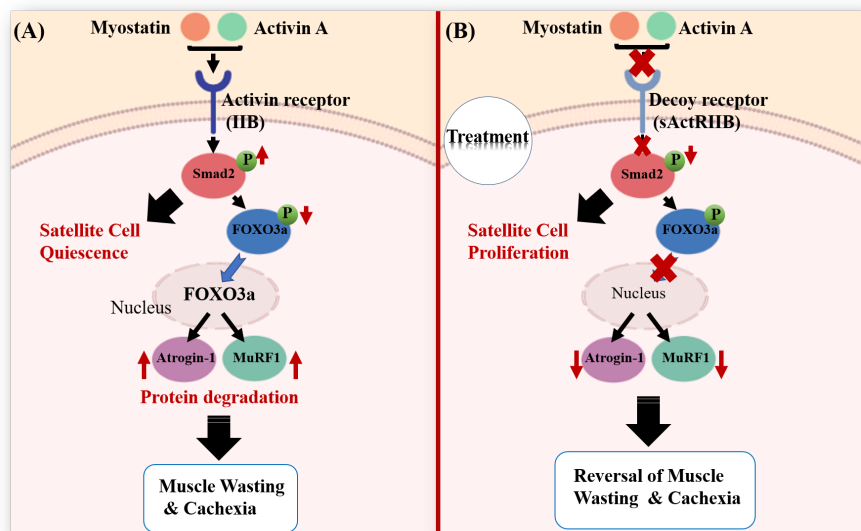 (A)
Myostatin
Activin A
Activin receptor
(IIB)
Smad2
P
Satellite Cell
Quiescence
P
FOXO3a
FOXO3a
Nucleus
Atrogin-1
MuRF1
Protein degradation
Muscle Wasting
& Cachexia
(B)
Myostatin
Activin A
Decoy receptor
(sActRIIB)
Treatment
Smad2
P
Satellite Cell
Proliferation
P
FOXO3a
Nucleus
Atrogin-1
MuRF1
Reversal of Muscle
Wasting & Cachexia